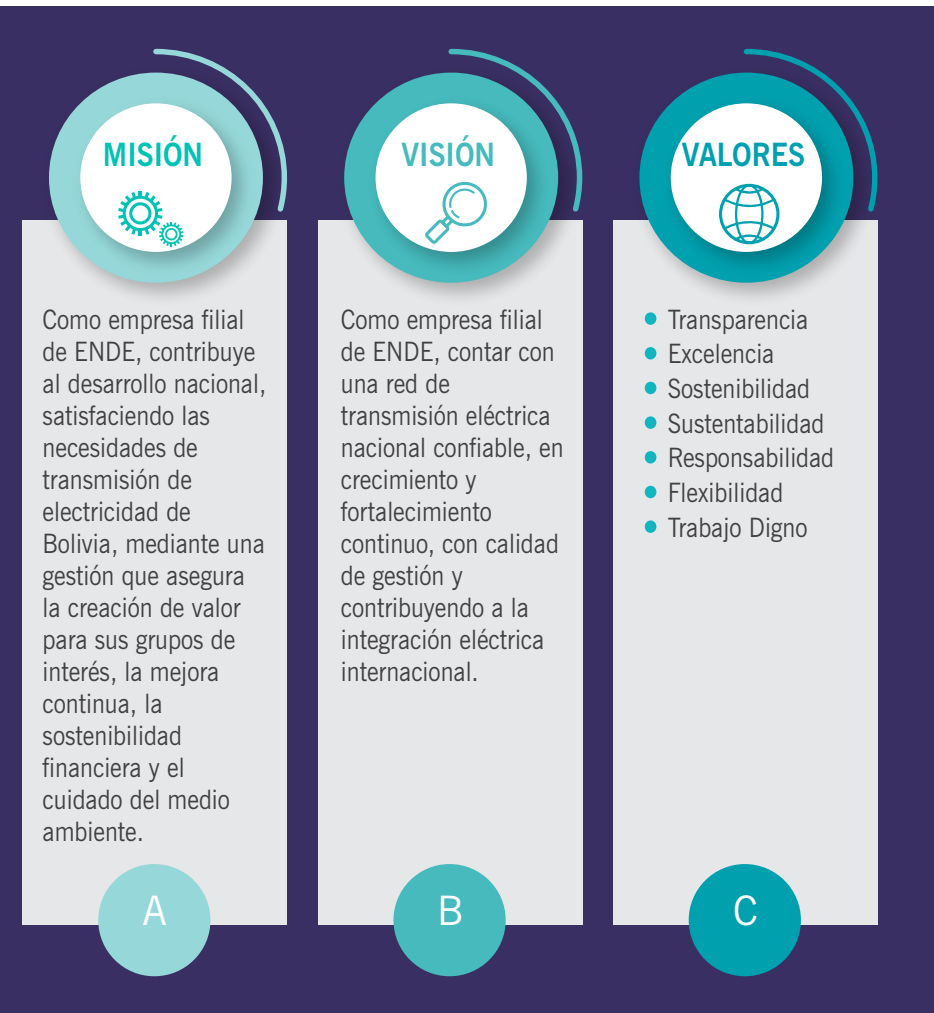 MISIÓN
Como empresa filial
de ENDE, contribuye
al desarrollo nacional,
satisfaciendo las
necesidades de
transmisión de
electricidad de
Bolivia, mediante una
gestión que asegura
la creación de valor
para sus grupos de
interés, la mejora
continua, la
sostenibilidad
financiera y el
cuidado del medio
ambiente.
A
VISIÓN
Como empresa filial
de ENDE, contar con
una red de
transmisión eléctrica
nacional confiable, en
crecimiento y
fortalecimiento
continuo, con calidad
de gestión y
contribuyendo a la
integración eléctrica
internacional.
B
VALORES
• Transparencia
• Excelencia
• Sostenibilidad
• Sustentabilidad
• Responsabilidad
• Flexibilidad
• Trabajo Digno
C